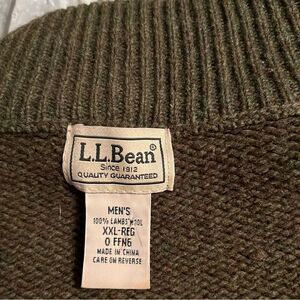 L.L.Bean®
Since 1912
QUALITY GUARANTEED
MEN'S
100% LAMBSWOOL
XXL-REG
0 FFN6
MADE IN CHINA
CARE ON REVERSE